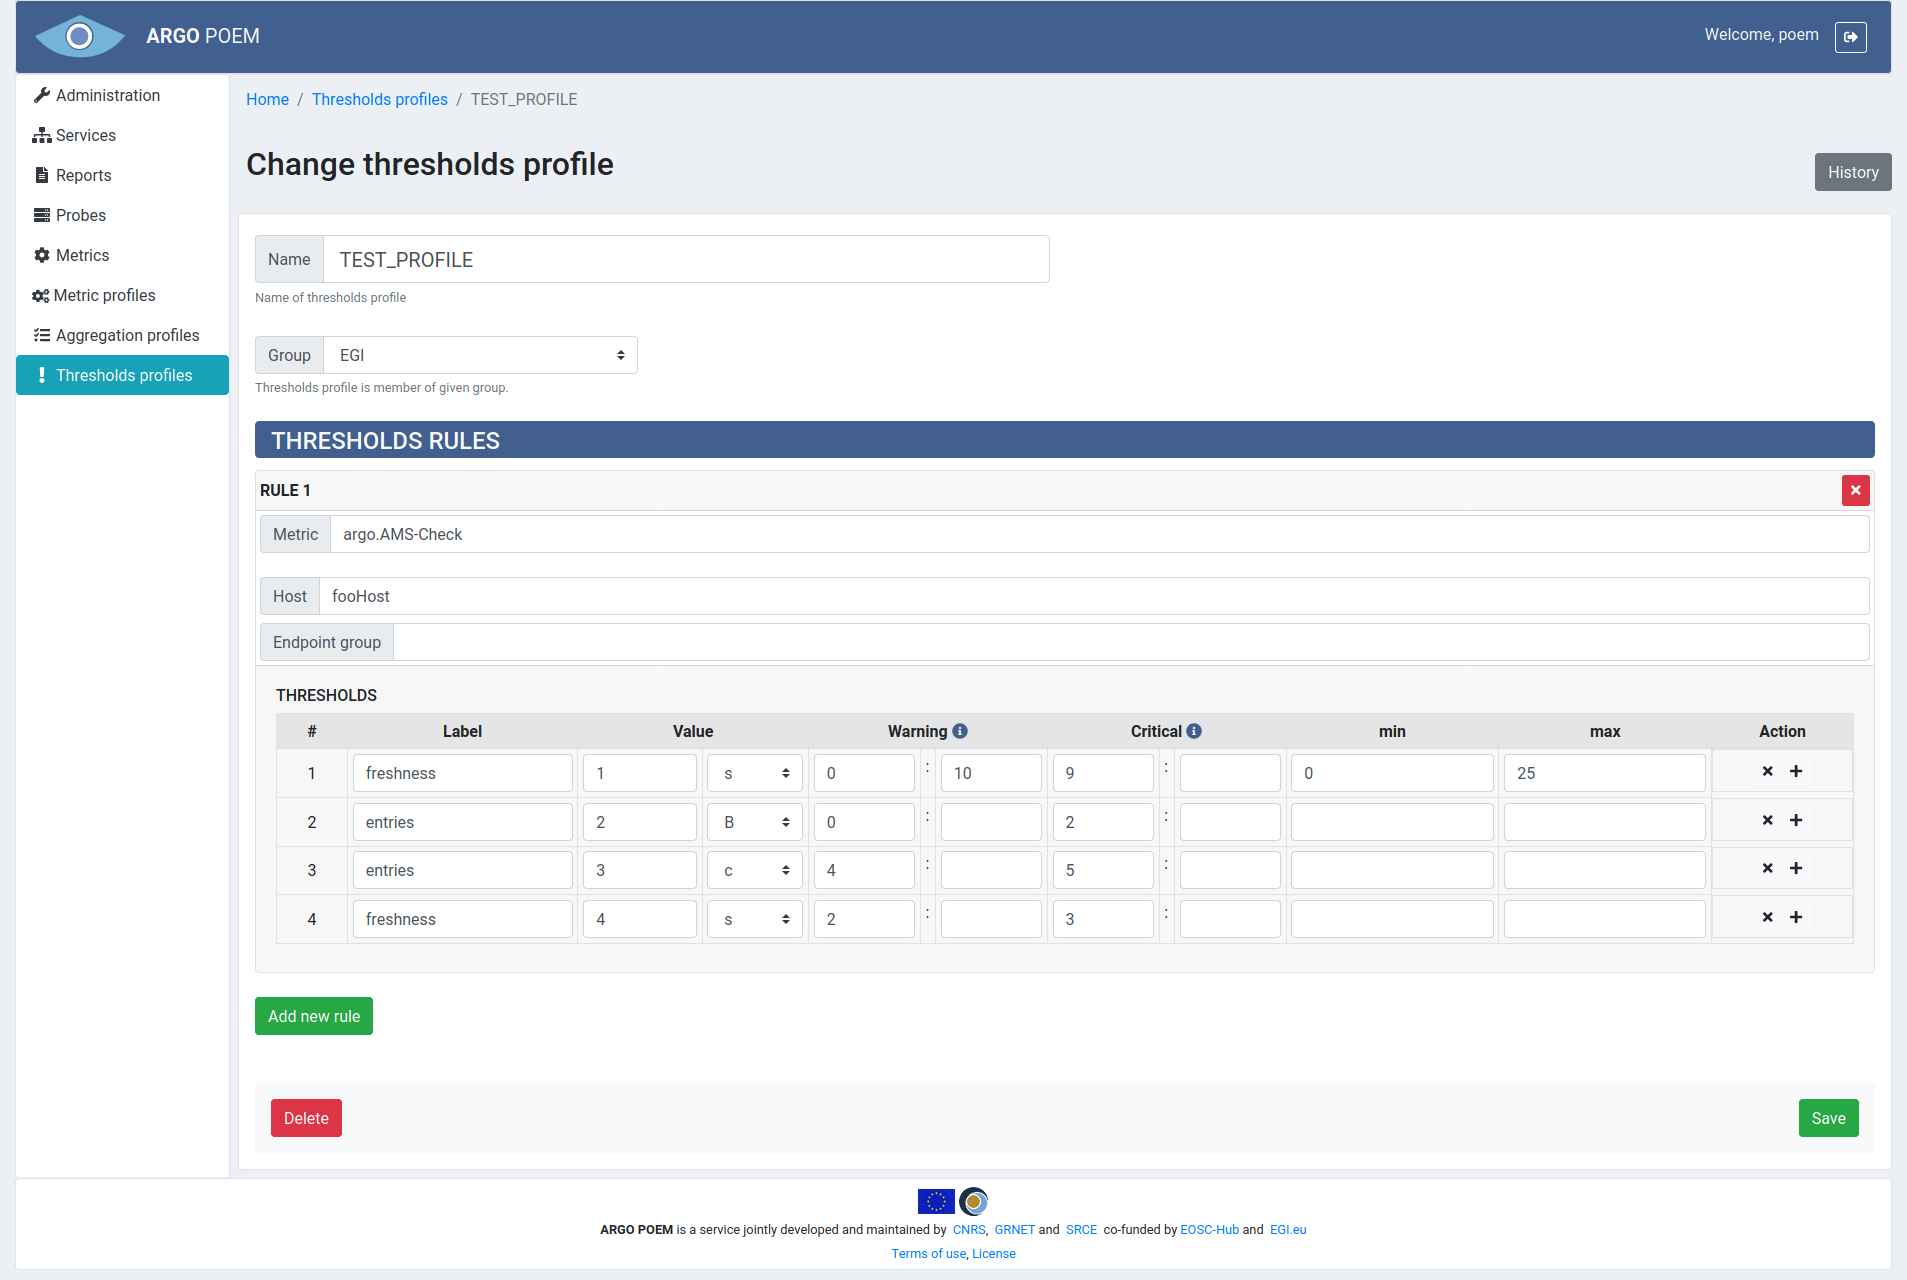 ARGO POEM
Welcome, poem
Administration
Services
Reports
Probes
Metrics
Metric profiles
Aggregation profiles
Thresholds profiles
Home / Thresholds profiles / TEST_PROFILE
Change thresholds profile
History
Name TEST_PROFILE
Name of thresholds profile
Group EGI
Thresholds profile is member of given group.
THRESHOLDS RULES
RULE 1
Metric argo.AMS-Check
Host fooHost
Endpoint group
THRESHOLDS
# Label Value Warning Critical min max Action
1 freshness 1 s 0 : 10 9 : 0 25
2 entries 2 B 0 : 2 :
3 entries 3 c 4 : 5 :
4 freshness 4 s 2 : 3 :
Add new rule
Delete
Save
ARGO POEM is a service jointly developed and maintained by CNRS, GRNET and SRCE co-funded by EOSC-Hub and EGI.eu
Terms of use, License